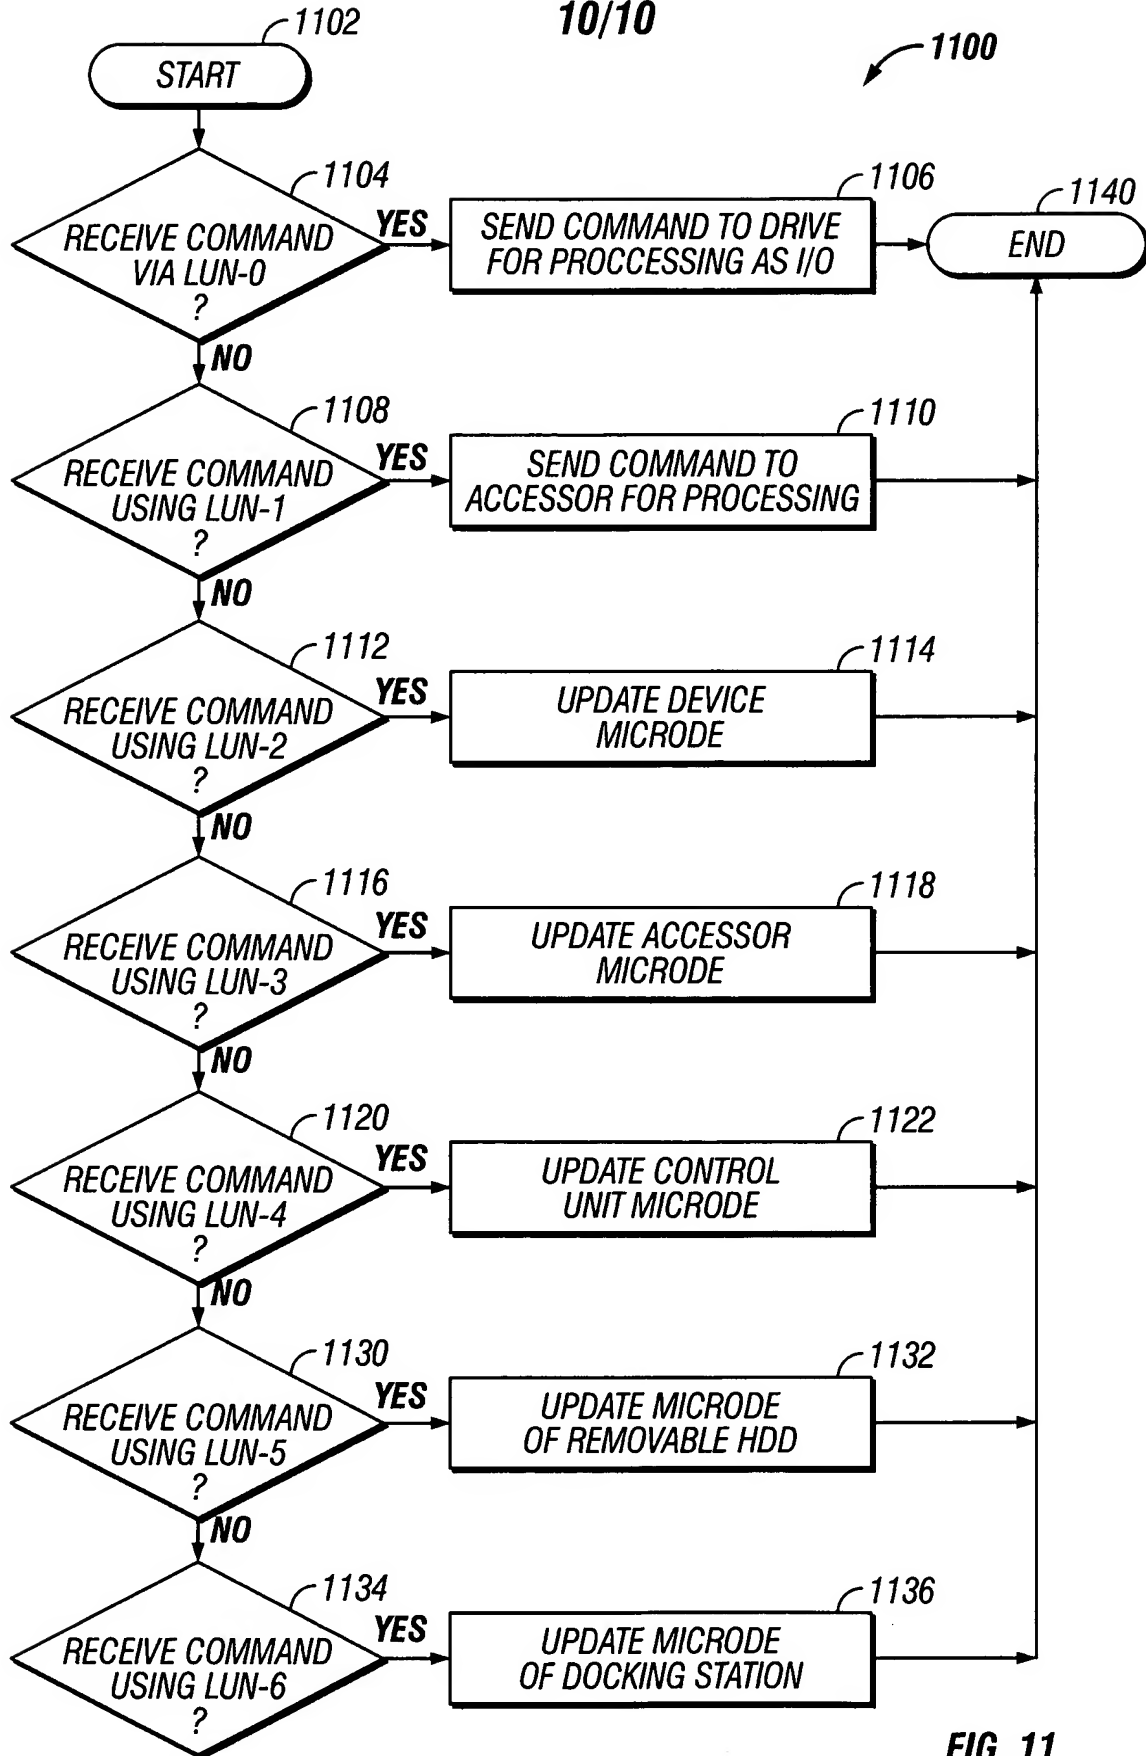 10/10
1100
1102
START
1104
RECEIVE COMMAND
VIA LUN-0
?
YES
1106
SEND COMMAND TO DRIVE
FOR PROCCESSING AS I/O
1140
END
NO
1108
RECEIVE COMMAND
USING LUN-1
?
YES
1110
SEND COMMAND TO
ACCESSOR FOR PROCESSING
NO
1112
RECEIVE COMMAND
USING LUN-2
?
YES
1114
UPDATE DEVICE
MICRODE
NO
1116
RECEIVE COMMAND
USING LUN-3
?
YES
1118
UPDATE ACCESSOR
MICRODE
NO
1120
RECEIVE COMMAND
USING LUN-4
?
YES
1122
UPDATE CONTROL
UNIT MICRODE
NO
1130
RECEIVE COMMAND
USING LUN-5
?
YES
1132
UPDATE MICRODE
OF REMOVABLE HDD
NO
1134
RECEIVE COMMAND
USING LUN-6
?
YES
1136
UPDATE MICRODE
OF DOCKING STATION
FIG. 11